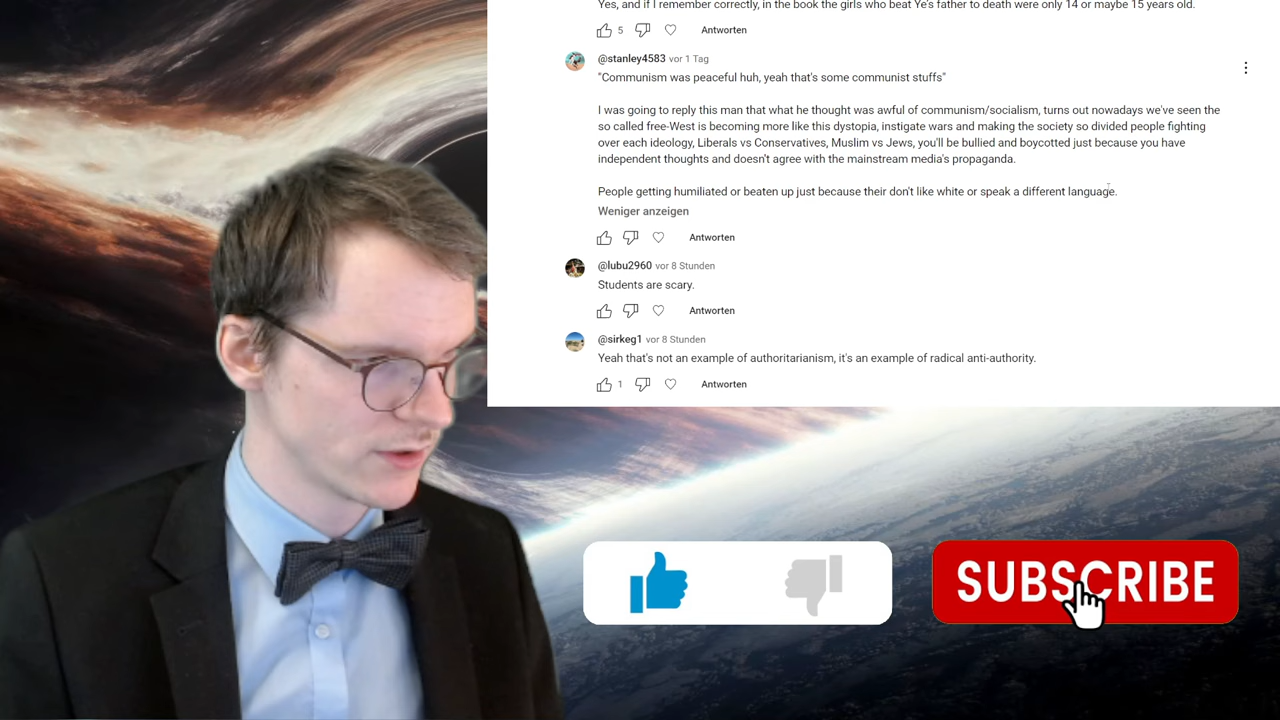 Yes, and if I remember correctly, in the book the girls who beat Ye's father to death were only 14 or maybe 15 years old.
5 Antworten
@stanley4583 vor 1 Tag
"Communism was peaceful huh, yeah that's some communist stuffs"
I was going to reply this man that what he thought was awful of communism/socialism, turns out nowadays we've seen the
so called free-West is becoming more like this dystopia, instigate wars and making the society so divided people fighting
over each ideology, Liberals vs Conservatives, Muslim vs Jews, you'll be bullied and boycotted just because you have
independent thoughts and doesn't agree with the mainstream media's propaganda.
People getting humiliated or beaten up just because their don't like white or speak a different language.
Weniger anzeigen
Antworten
@lubu2960 vor 8 Stunden
Students are scary.
Antworten
@sirkeg1 vor 8 Stunden
Yeah that's not an example of authoritarianism, it's an example of radical anti-authority.
1 Antworten
SUBSCRIBE